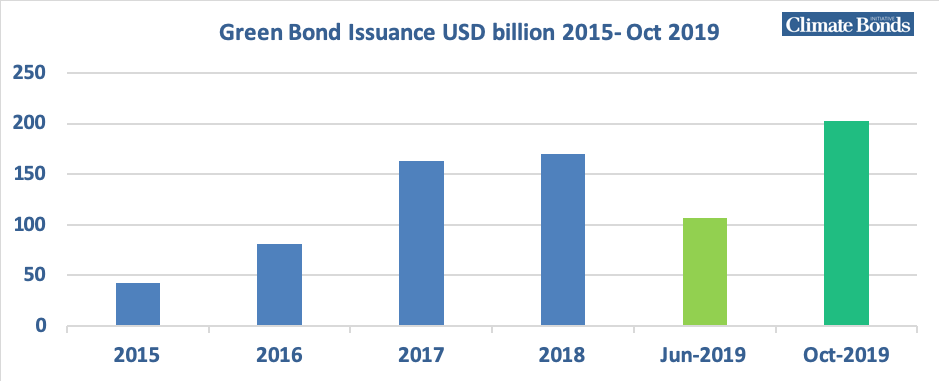 Green Bond Issuance USD billion 2015- Oct 2019
INITIATIVE
Climate Bonds
250
200
150
100
50
0
2015 2016 2017 2018 Jun-2019 Oct-2019